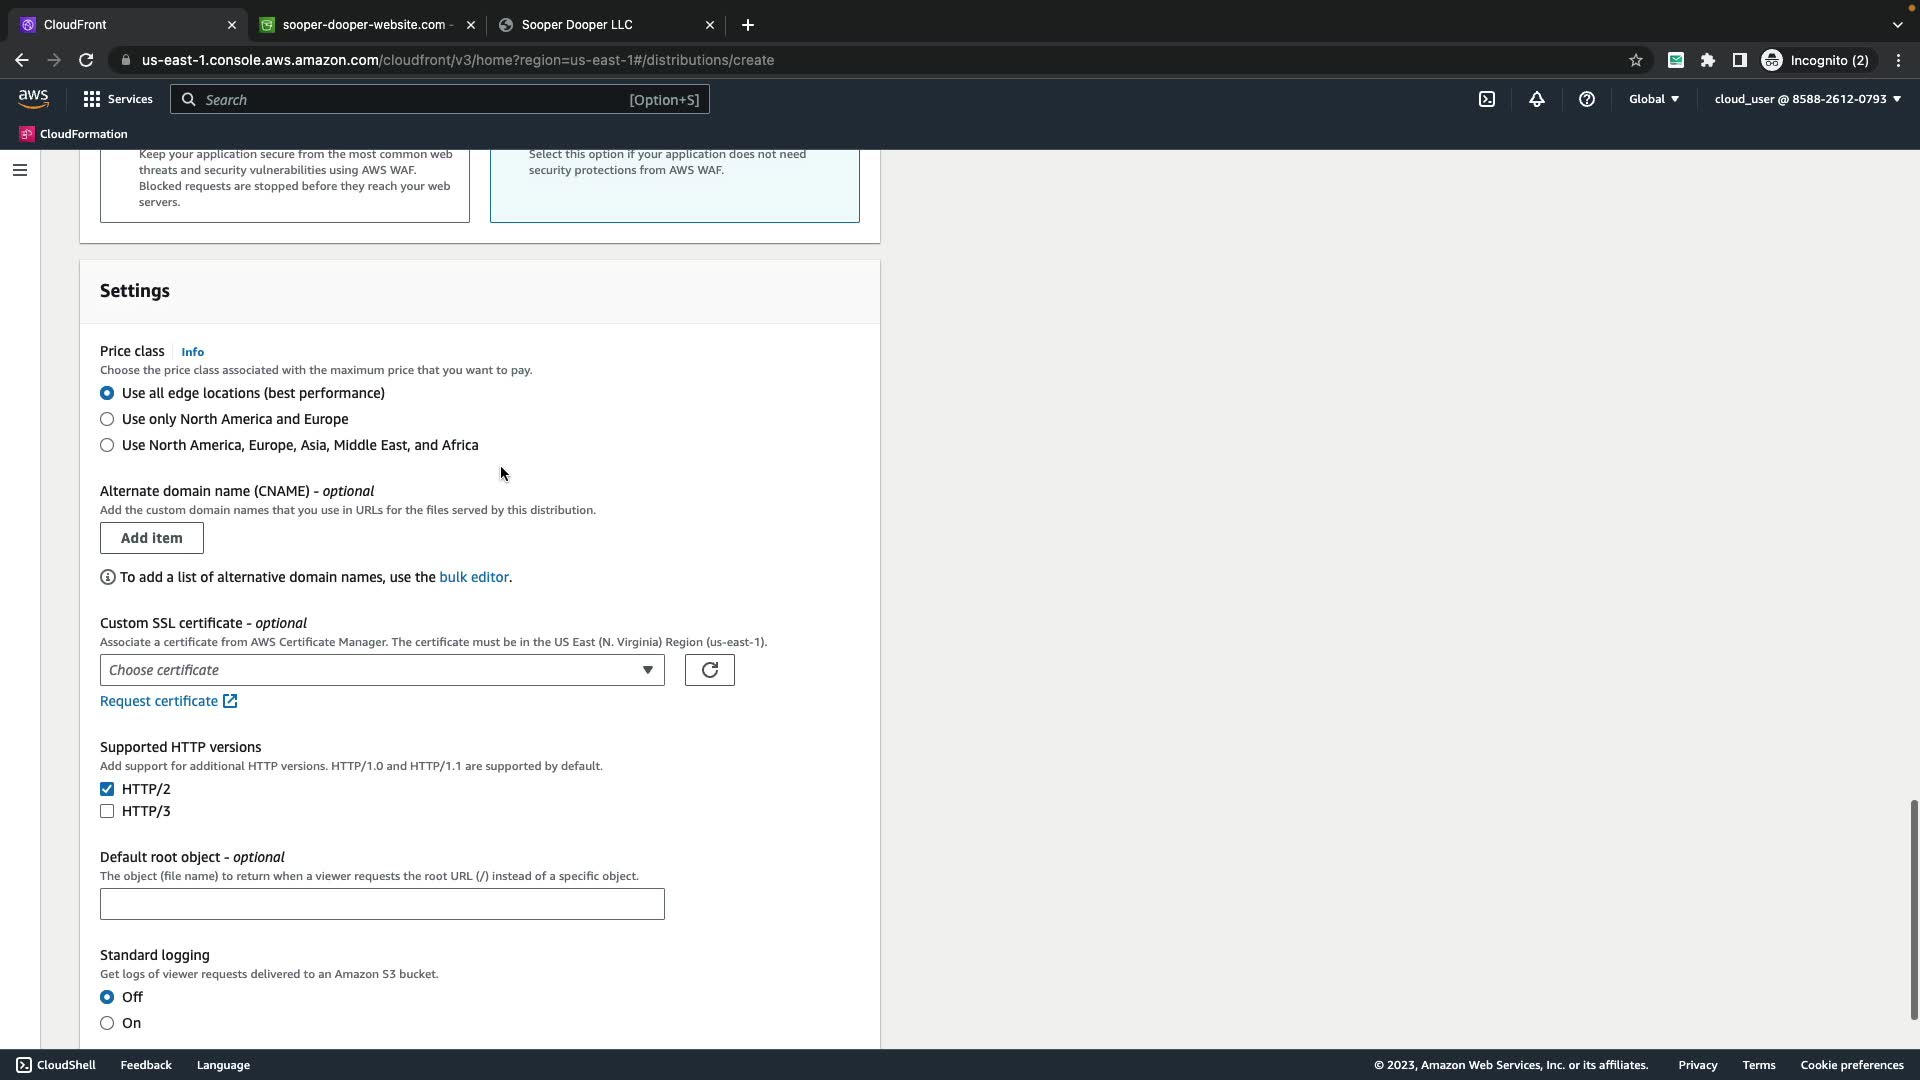 CloudFront
sooper-dooper-website.com -
Sooper Dooper LLC
us-east-1.console.aws.amazon.com/cloudfront/v3/home?region=us-east-1#/distributions/create
Incognito (2)
aws
Services
Search
[Option+S]
Global
cloud_user @ 8588-2612-0793
CloudFormation
Keep your application secure from the most common web
threats and security vulnerabilities using AWS WAF.
Blocked requests are stopped before they reach your web
servers.
Select this option if your application does not need
security protections from AWS WAF.
Settings
Price class Info
Choose the price class associated with the maximum price that you want to pay.
Use all edge locations (best performance)
Use only North America and Europe
Use North America, Europe, Asia, Middle East, and Africa
Alternate domain name (CNAME) - optional
Add the custom domain names that you use in URLs for the files served by this distribution.
Add item
To add a list of alternative domain names, use the bulk editor.
Custom SSL certificate - optional
Associate a certificate from AWS Certificate Manager. The certificate must be in the US East (N. Virginia) Region (us-east-1).
Choose certificate
Request certificate
Supported HTTP versions
Add support for additional HTTP versions. HTTP/1.0 and HTTP/1.1 are supported by default.
HTTP/2
HTTP/3
Default root object - optional
The object (file name) to return when a viewer requests the root URL (/) instead of a specific object.
Standard logging
Get logs of viewer requests delivered to an Amazon S3 bucket.
Off
On
CloudShell
Feedback
Language
© 2023, Amazon Web Services, Inc. or its affiliates.
Privacy
Terms
Cookie preferences